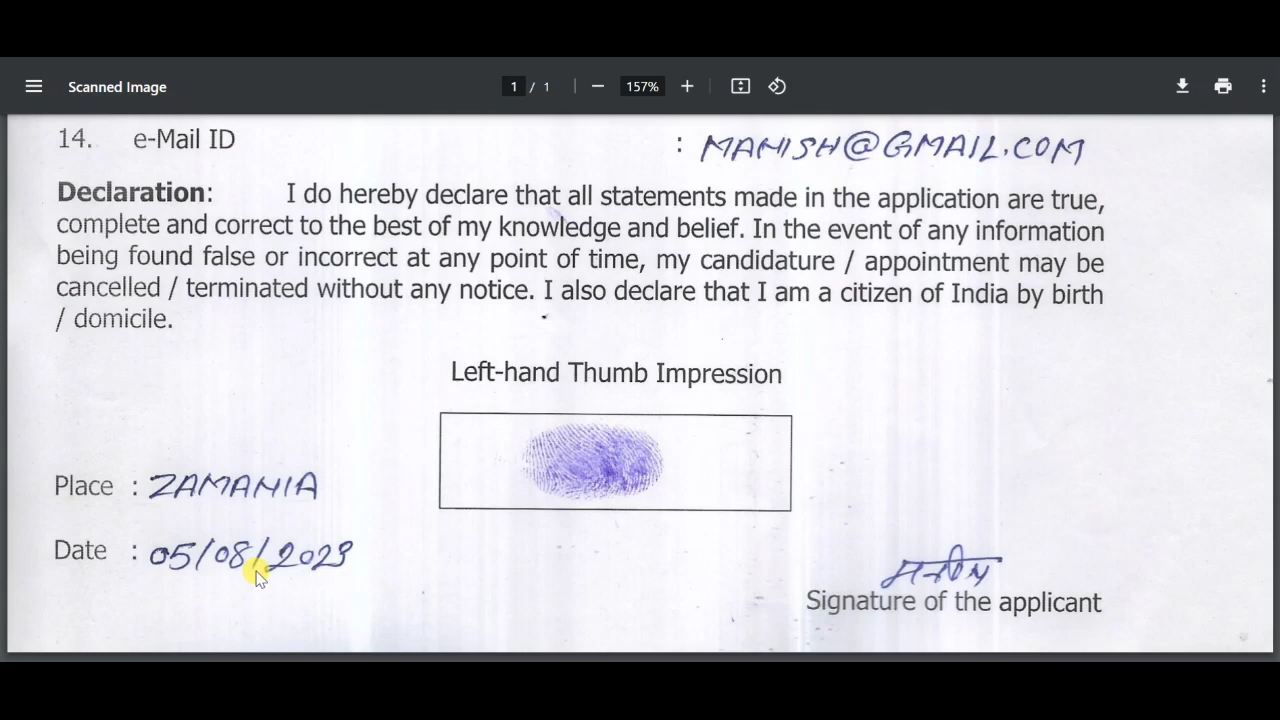 Scanned Image 1 / 1 157%
14. e-Mail ID : MANISH@GMAIL.COM
Declaration: I do hereby declare that all statements made in the application are true,
complete and correct to the best of my knowledge and belief. In the event of any information
being found false or incorrect at any point of time, my candidature / appointment may be
cancelled / terminated without any notice. I also declare that I am a citizen of India by birth
/ domicile.
Left-hand Thumb Impression
Place : ZAMANIA
Date : 05/08/2023
Signature of the applicant